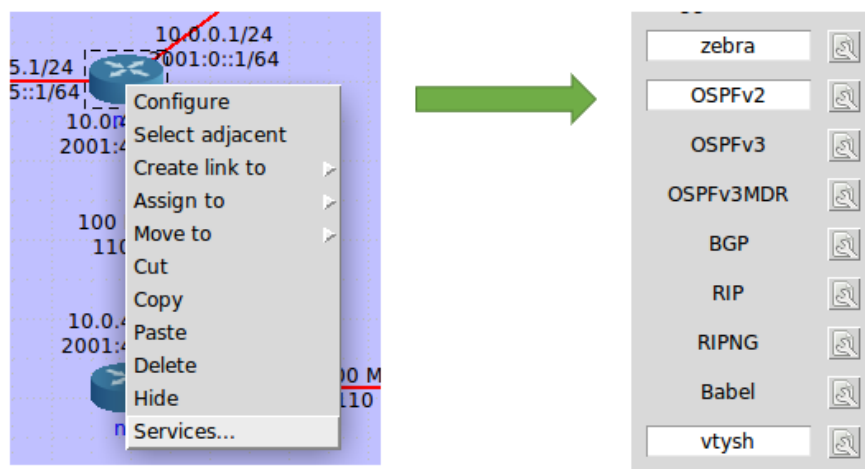 10.0.0.1/24
2001:0::1/64
5.1/24
5::1/64
Configure
Select adjacent
Create link to
Assign to
Move to
Cut
Copy
Paste
Delete
Hide
Services...
10.0.
2001:4
100
110
10.0.4
2001:4
n
00 M
110
zebra
OSPFv2
OSPFv3
OSPFv3MDR
BGP
RIP
RIPNG
Babel
vtysh